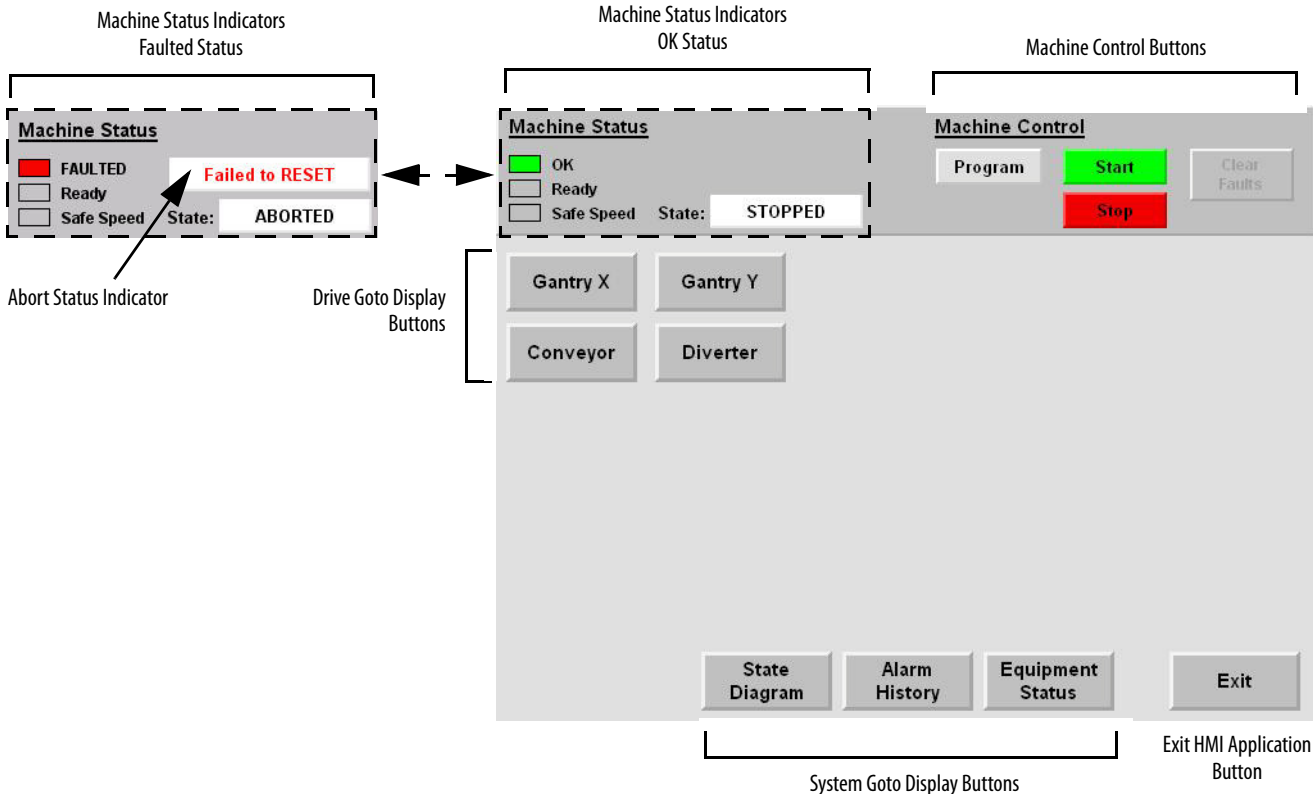 Machine Status Indicators
Faulted Status
Machine Status Indicators
OK Status
Machine Control Buttons
Machine Status
FAULTED
Failed to RESET
Ready
Safe Speed
State:
ABORTED
Abort Status Indicator
Machine Status
OK
Ready
Safe Speed
State:
STOPPED
Machine Control
Program
Start
Stop
Clear
Faults
Drive Goto Display
Buttons
Gantry X
Gantry Y
Conveyor
Diverter
State
Diagram
Alarm
History
Equipment
Status
Exit
System Goto Display Buttons
Exit HMI Application
Button